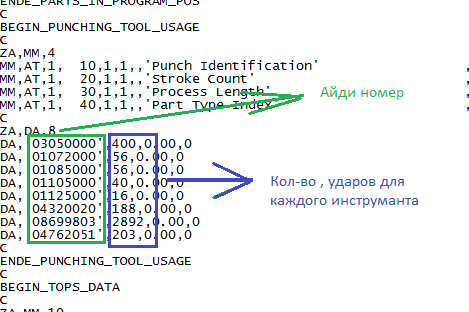 ENDE_PARTS_IN_PROGRAM_POS
C
BEGIN_PUNCHING_TOOL_USAGE
C
ZA,MM,4
MM,AT,1,  10,1,1,,'Punch Identification'                  ,
MM,AT,1,  20,1,1,,'Stroke Count'                          ,
MM,AT,1,  30,1,1,,'Process Length'                        ,
MM,AT,1,  40,1,1,,'Part Type Index'                       ,
C
Айди номер
ZA,DA,8
DA,'03050000',400,0.00,0
DA,'01072000',56,0.00,0
DA,'01085000',56,0.00,0
DA,'01105000',40,0.00,0
DA,'01125000',16,0.00,0
DA,'04320020',188,0.00,0
DA,'08699803',2892,0.00,0
DA,'04762051',203,0.00,0
Кол-во , ударов для
каждого инструманта
C
ENDE_PUNCHING_TOOL_USAGE
C
BEGIN_TOPS_DATA
C
ZA,MM,10